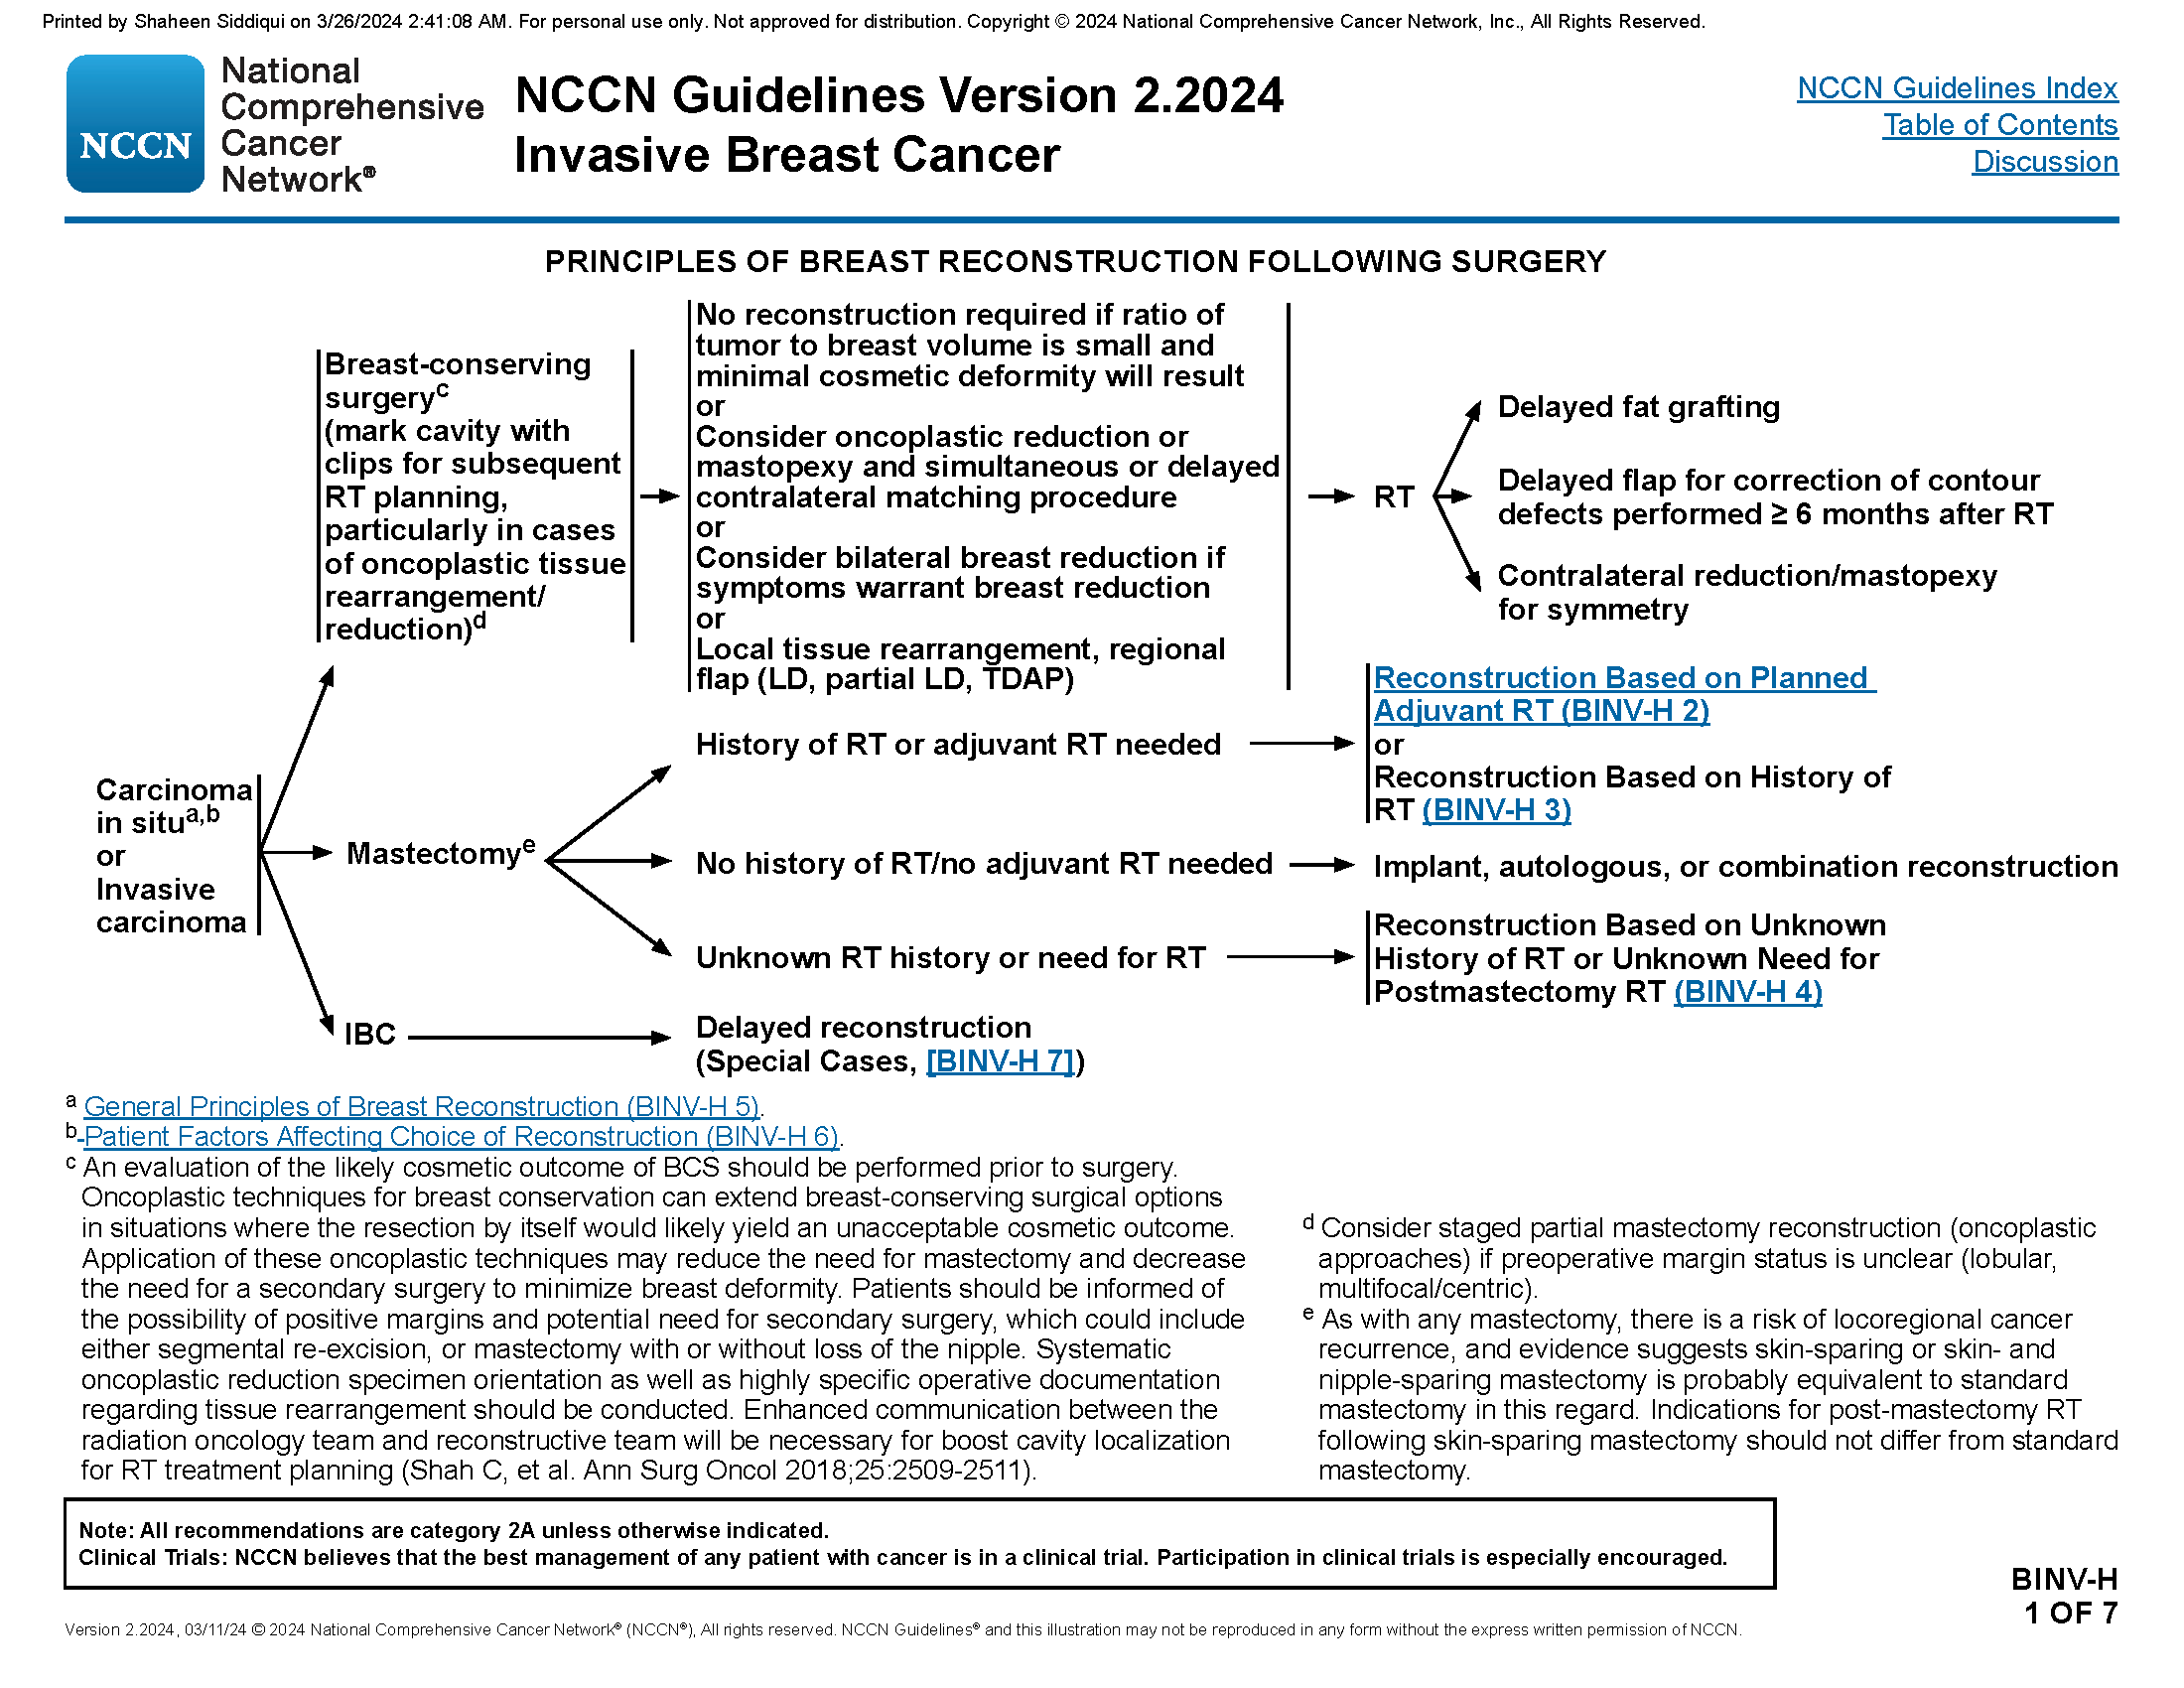 Printed by Shaheen Siddiqui on 3/26/2024 2:41:08 AM. For personal use only. Not approved for distribution. Copyright © 2024 National Comprehensive Cancer Network, Inc., All Rights Reserved.
NCCN
National
Comprehensive
Cancer
Network®
NCCN Guidelines Version 2.2024
Invasive Breast Cancer
NCCN Guidelines Index
Table of Contents
Discussion
PRINCIPLES OF BREAST RECONSTRUCTION FOLLOWING SURGERY
Carcinoma
in situa,b
or
Invasive
carcinoma
Breast-conserving
surgeryc
(mark cavity with
clips for subsequent
RT planning,
particularly in cases
of oncoplastic tissue
rearrangement/
reduction)d
No reconstruction required if ratio of
tumor to breast volume is small and
minimal cosmetic deformity will result
or
Consider oncoplastic reduction or
mastopexy and simultaneous or delayed
contralateral matching procedure
or
Consider bilateral breast reduction if
symptoms warrant breast reduction
or
Local tissue rearrangement, regional
flap (LD, partial LD, TDAP)
RT
Delayed fat grafting
Delayed flap for correction of contour
defects performed ≥ 6 months after RT
Contralateral reduction/mastopexy
for symmetry
Mastectomye
History of RT or adjuvant RT needed
Reconstruction Based on Planned
Adjuvant RT (BINV-H 2)
or
Reconstruction Based on History of
RT (BINV-H 3)
No history of RT/no adjuvant RT needed
Implant, autologous, or combination reconstruction
Unknown RT history or need for RT
Reconstruction Based on Unknown
History of RT or Unknown Need for
Postmastectomy RT (BINV-H 4)
IBC
Delayed reconstruction
(Special Cases, [BINV-H 7])
a General Principles of Breast Reconstruction (BINV-H 5).
b Patient Factors Affecting Choice of Reconstruction (BINV-H 6).
c An evaluation of the likely cosmetic outcome of BCS should be performed prior to surgery.
Oncoplastic techniques for breast conservation can extend breast-conserving surgical options
in situations where the resection by itself would likely yield an unacceptable cosmetic outcome.
Application of these oncoplastic techniques may reduce the need for mastectomy and decrease
the need for a secondary surgery to minimize breast deformity. Patients should be informed of
the possibility of positive margins and potential need for secondary surgery, which could include
either segmental re-excision, or mastectomy with or without loss of the nipple. Systematic
oncoplastic reduction specimen orientation as well as highly specific operative documentation
regarding tissue rearrangement should be conducted. Enhanced communication between the
radiation oncology team and reconstructive team will be necessary for boost cavity localization
for RT treatment planning (Shah C, et al. Ann Surg Oncol 2018;25:2509-2511).
d Consider staged partial mastectomy reconstruction (oncoplastic
approaches) if preoperative margin status is unclear (lobular,
multifocal/centric).
e As with any mastectomy, there is a risk of locoregional cancer
recurrence, and evidence suggests skin-sparing or skin- and
nipple-sparing mastectomy is probably equivalent to standard
mastectomy in this regard. Indications for post-mastectomy RT
following skin-sparing mastectomy should not differ from standard
mastectomy.
Note: All recommendations are category 2A unless otherwise indicated.
Clinical Trials: NCCN believes that the best management of any patient with cancer is in a clinical trial. Participation in clinical trials is especially encouraged.
BINV-H
1 OF 7
Version 2.2024, 03/11/24 © 2024 National Comprehensive Cancer Network® (NCCN®), All rights reserved. NCCN Guidelines® and this illustration may not be reproduced in any form without the express written permission of NCCN.